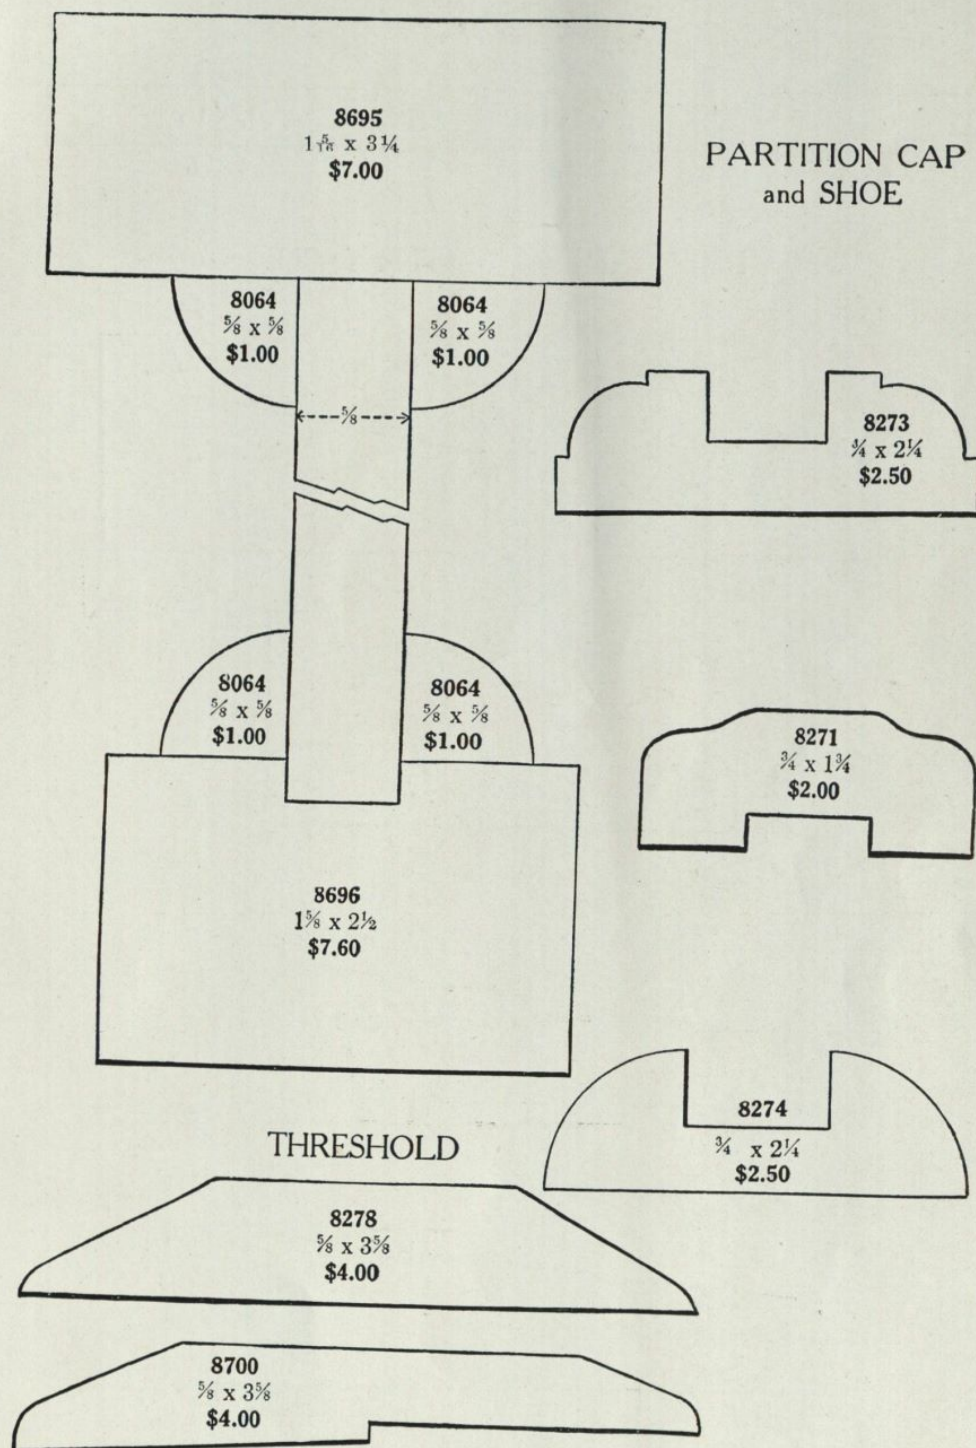 8695
1 5/16 x 3¼
$7.00
PARTITION CAP
and SHOE
8064
⅝ x ⅝
$1.00
8064
⅝ x ⅝
$1.00
⅝
8273
¾ x 2¼
$2.50
8064
⅝ x ⅝
$1.00
8064
⅝ x ⅝
$1.00
8271
¾ x 1¾
$2.00
8696
1⅝ x 2½
$7.60
8274
¾ x 2¼
$2.50
THRESHOLD
8278
⅝ x 3⅝
$4.00
8700
⅝ x 3⅝
$4.00